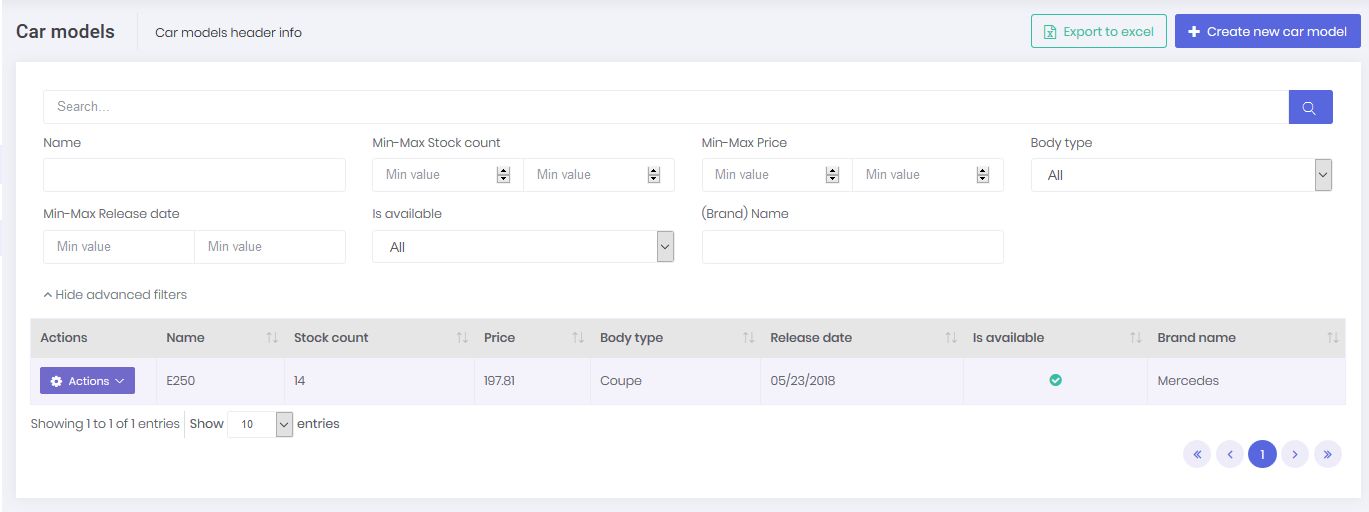 Car models Car models header info Export to excel Create new car model
Search...
Name Min-Max Stock count Min-Max Price Body type
Min value Min value Min value Min value All
Min-Max Release date Is available (Brand) Name
Min value Min value All
Hide advanced filters
Actions Name Stock count Price Body type Release date Is available Brand name
Actions E250 14 197.81 Coupe 05/23/2018 Mercedes
Showing 1 to 1 of 1 entries Show 10 entries
« ‹ 1 › »